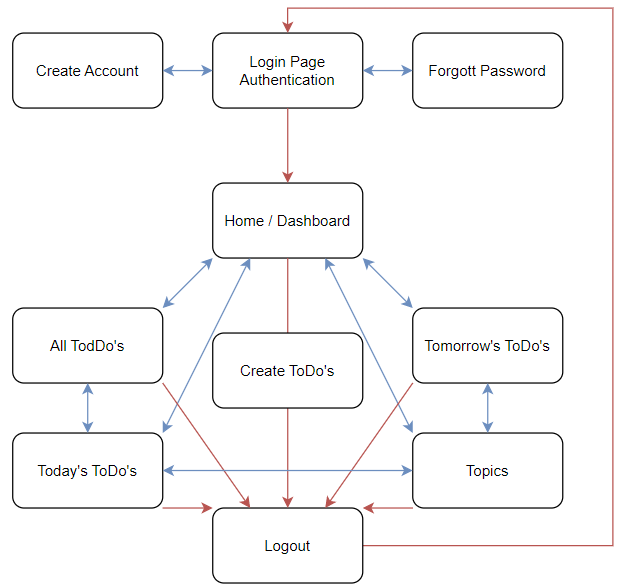 Create Account
Login Page
Authentication
Forgott Password
Home / Dashboard
All TodDo's
Create ToDo's
Tomorrow's ToDo's
Today's ToDo's
Topics
Logout